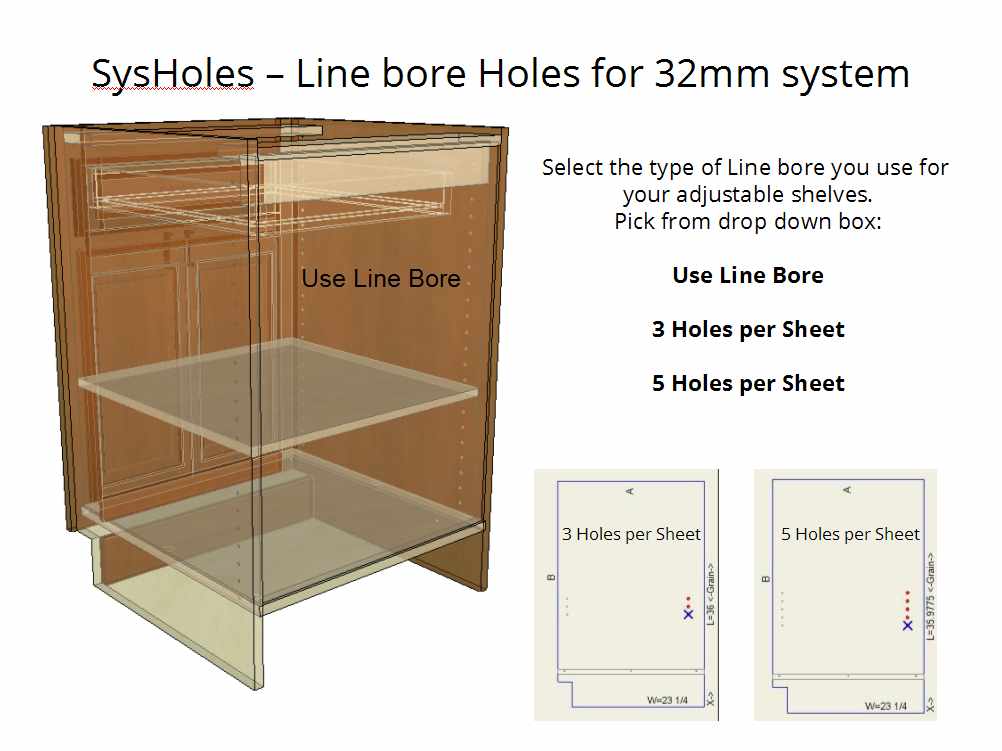 SysHoles – Line bore Holes for 32mm system
Select the type of Line bore you use for
your adjustable shelves.
Pick from drop down box:
Use Line Bore
3 Holes per Sheet
5 Holes per Sheet
Use Line Bore
A
3 Holes per Sheet
B
L=36 <-Grain->
W=23 1/4
X->
A
5 Holes per Sheet
B
L=35.9775 <-Grain->
W=23 1/4
X->